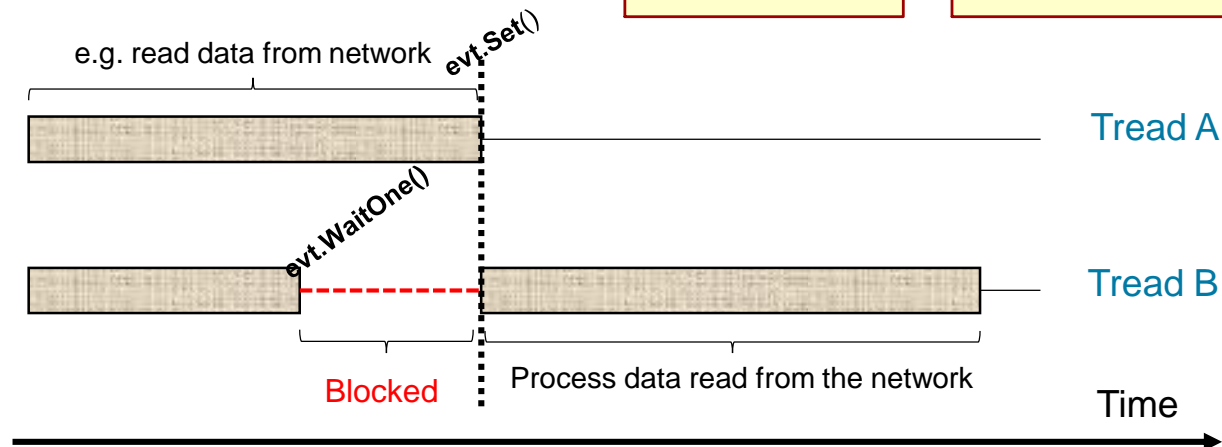 e.g. read data from network
evt.Set()
Tread A
evt.WaitOne()
Tread B
Blocked
Process data read from the network
Time